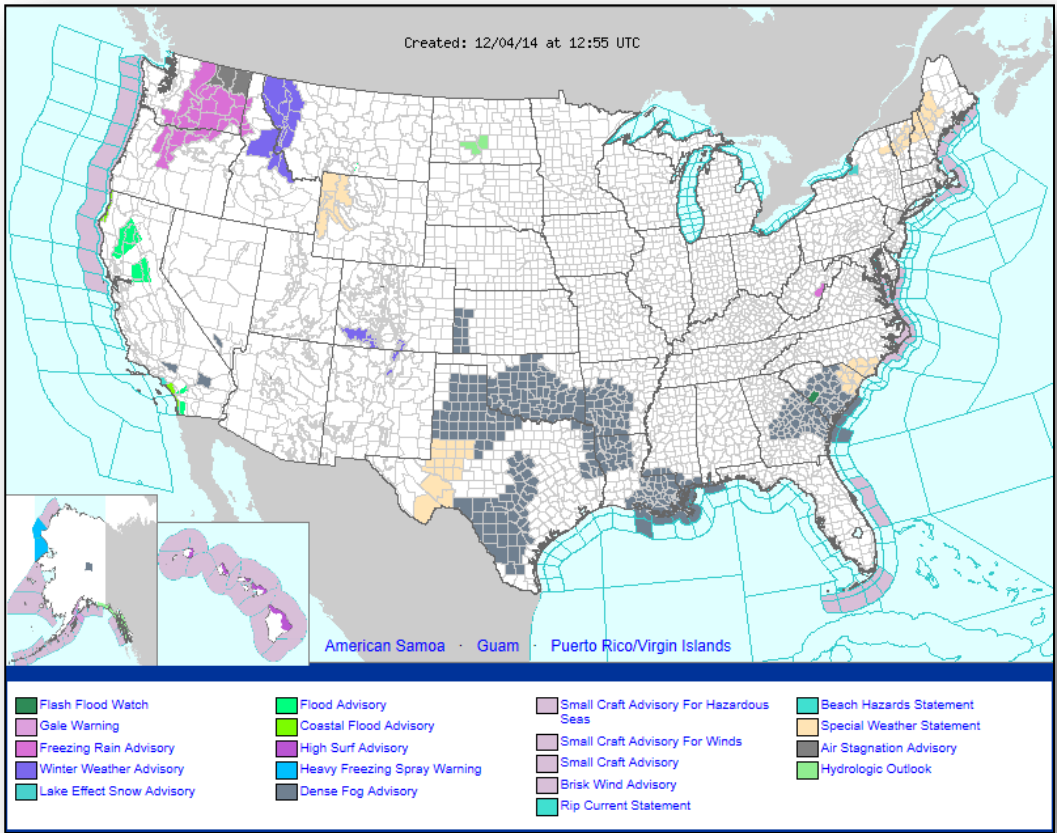 Created: 12/04/14 at 12:55 UTC
American Samoa · Guam · Puerto Rico/Virgin Islands
Flash Flood Watch
Gale Warning
Freezing Rain Advisory
Winter Weather Advisory
Lake Effect Snow Advisory
Flood Advisory
Coastal Flood Advisory
High Surf Advisory
Heavy Freezing Spray Warning
Dense Fog Advisory
Small Craft Advisory For Hazardous
Seas
Small Craft Advisory For Winds
Small Craft Advisory
Brisk Wind Advisory
Rip Current Statement
Beach Hazards Statement
Special Weather Statement
Air Stagnation Advisory
Hydrologic Outlook